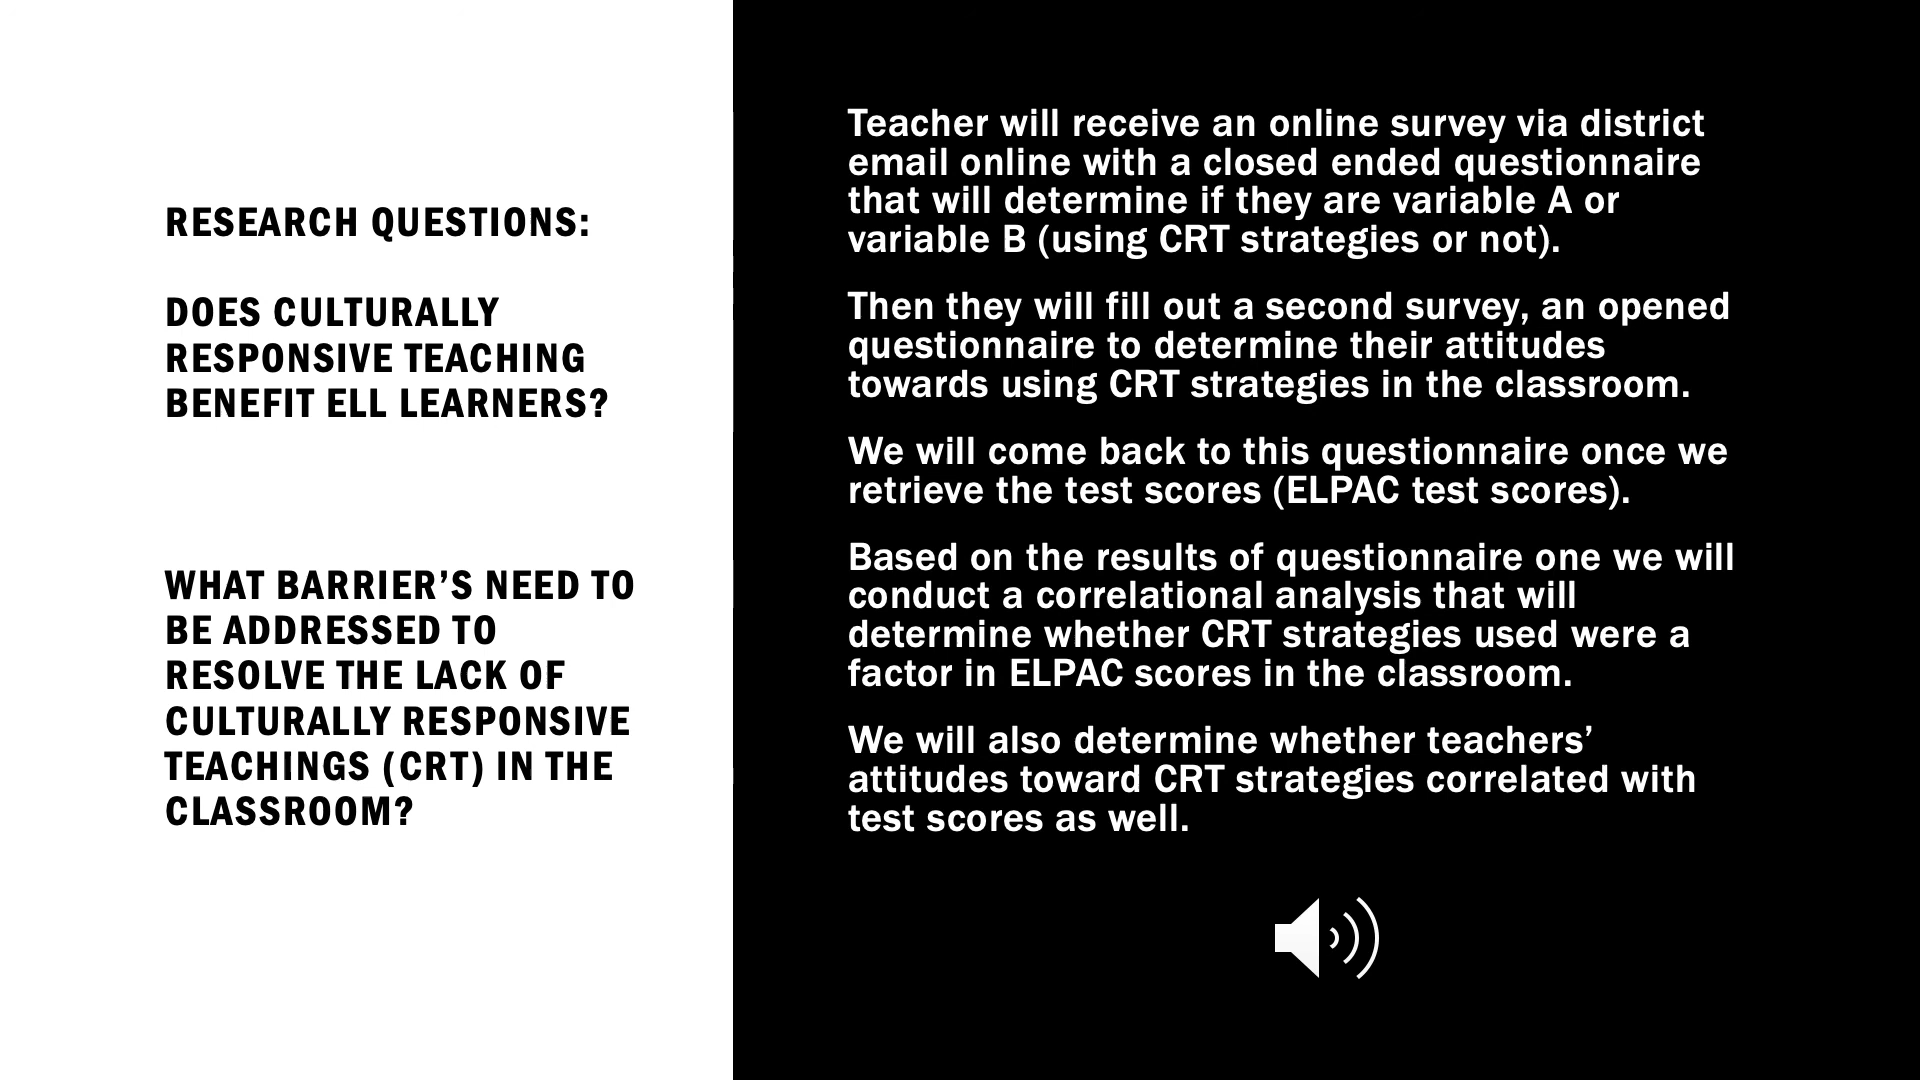 RESEARCH QUESTIONS:
DOES CULTURALLY
RESPONSIVE TEACHING
BENEFIT ELL LEARNERS?
WHAT BARRIER’S NEED TO
BE ADDRESSED TO
RESOLVE THE LACK OF
CULTURALLY RESPONSIVE
TEACHINGS (CRT) IN THE
CLASSROOM?
Teacher will receive an online survey via district
email online with a closed ended questionnaire
that will determine if they are variable A or
variable B (using CRT strategies or not).
Then they will fill out a second survey, an opened
questionnaire to determine their attitudes
towards using CRT strategies in the classroom.
We will come back to this questionnaire once we
retrieve the test scores (ELPAC test scores).
Based on the results of questionnaire one we will
conduct a correlational analysis that will
determine whether CRT strategies used were a
factor in ELPAC scores in the classroom.
We will also determine whether teachers’
attitudes toward CRT strategies correlated with
test scores as well.